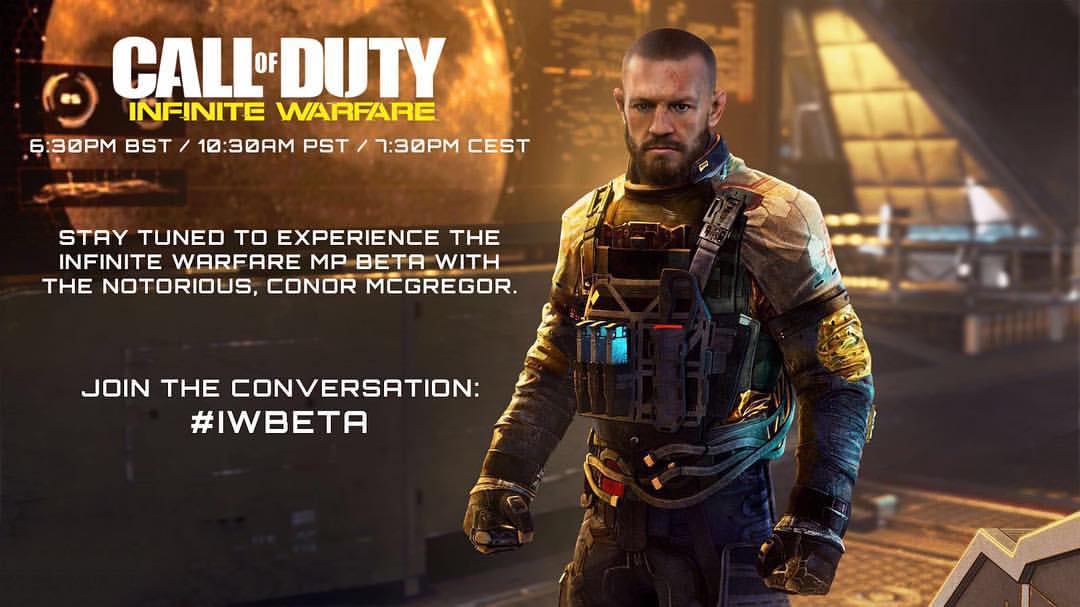 CALL OF DUTY
INFINITE WARFARE
6:30PM BST / 10:30AM PST / 7:30PM CEST
STAY TUNED TO EXPERIENCE THE
INFINITE WARFARE MP BETA WITH
THE NOTORIOUS, CONOR MCGREGOR.
JOIN THE CONVERSATION:
#IWBETA